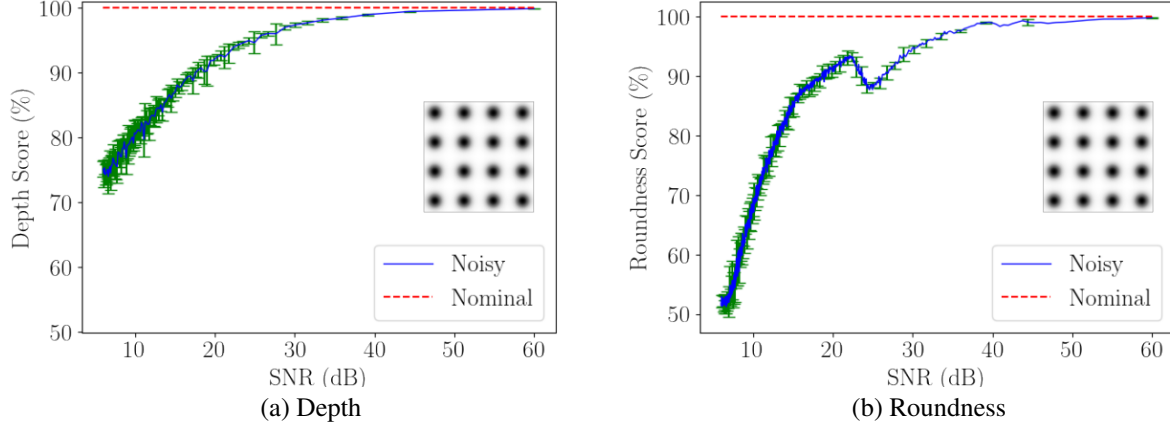 100
90
80
70
60
50
Depth Score (%)
10 20 30 40 50 60
SNR (dB)
Noisy
Nominal
(a) Depth
100
90
80
70
60
50
Roundness Score (%)
10 20 30 40 50 60
SNR (dB)
Noisy
Nominal
(b) Roundness